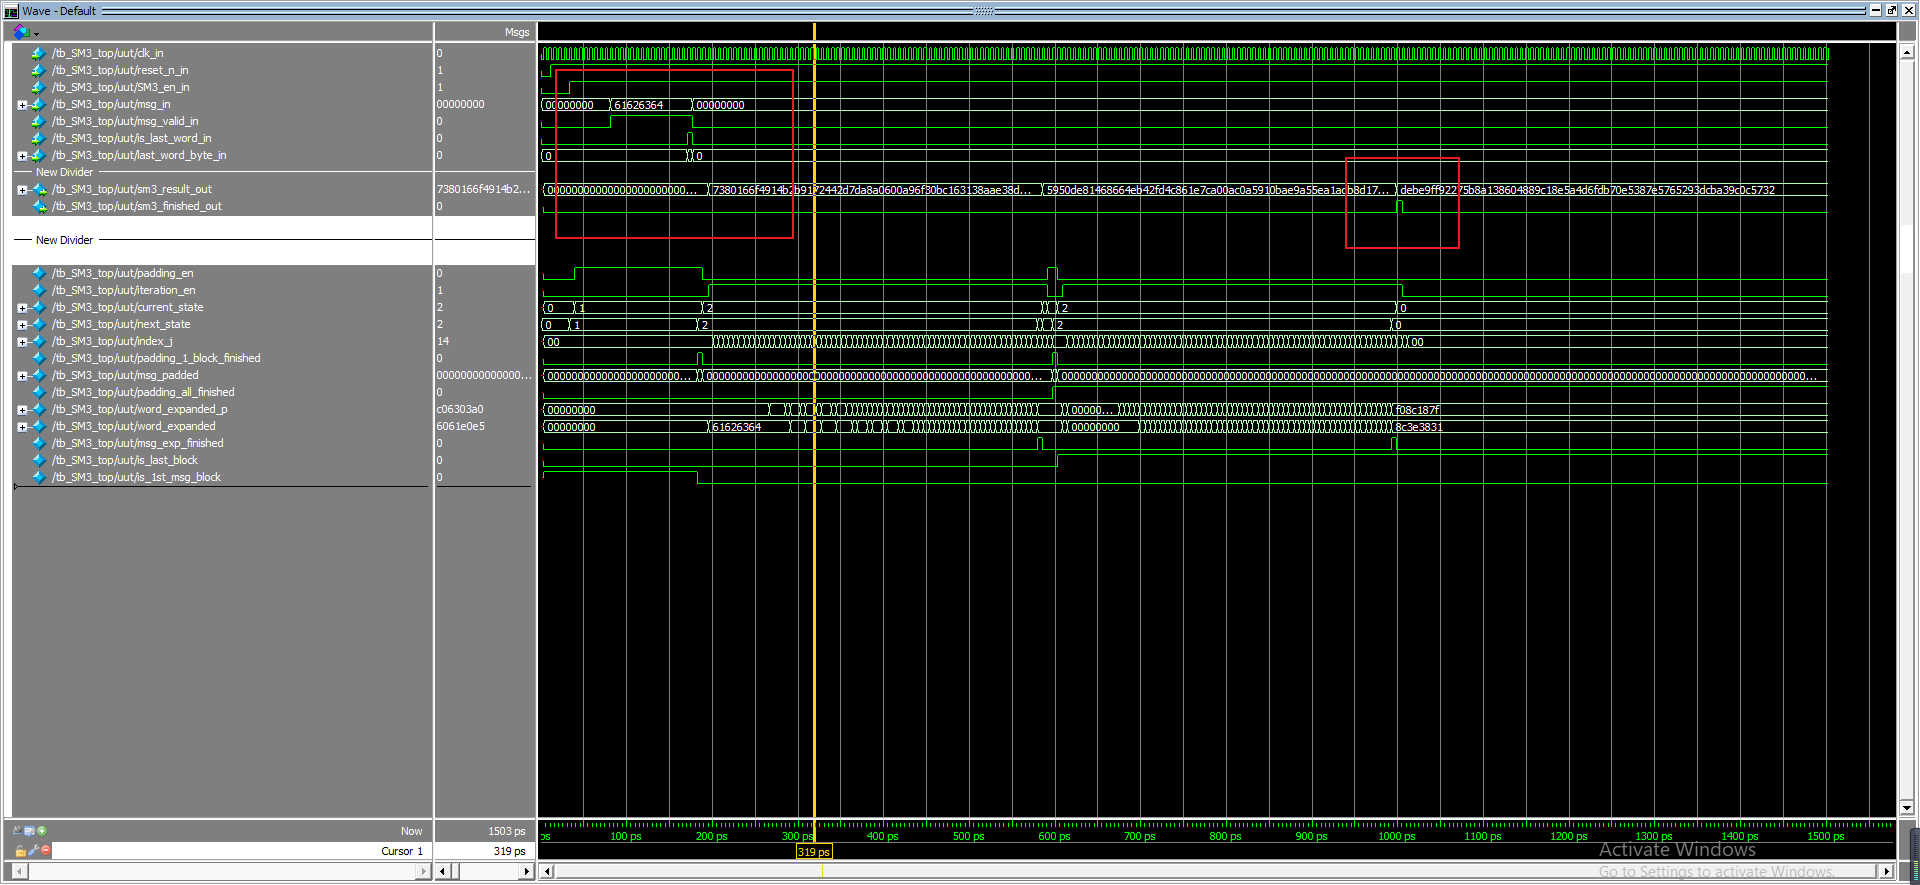 Wave - Default
Msgs
/tb_SM3_top/uut/clk_in 0
/tb_SM3_top/uut/reset_n_in 1
/tb_SM3_top/uut/SM3_en_in 1
/tb_SM3_top/uut/msg_in 00000000 00000000 61626364 00000000
/tb_SM3_top/uut/msg_valid_in 0
/tb_SM3_top/uut/is_last_word_in 0
/tb_SM3_top/uut/last_word_byte_in 0 0 0
New Divider
/tb_SM3_top/uut/sm3_result_out 7380166f4914b2... 000000000000000000000000... 7380166f4914b2b9172442d7da8a0600a96f30bc163138aae38d... 5950de81468664eb42fd4c861e7ca00ac0a5910bae9a55ea1adb8d17... debe9ff92275b8a138604889c18e5a4d6fdb70e5387e5765293dcba39c0c5732
/tb_SM3_top/uut/sm3_finished_out 0
New Divider
/tb_SM3_top/uut/padding_en 0
/tb_SM3_top/uut/iteration_en 1
/tb_SM3_top/uut/current_state 2 0 1 2 2 0
/tb_SM3_top/uut/next_state 2 0 1 2 2 0
/tb_SM3_top/uut/index_j 14 00 00
/tb_SM3_top/uut/padding_1_block_finished 0
/tb_SM3_top/uut/msg_padded 00000000000000...
/tb_SM3_top/uut/padding_all_finished 0
/tb_SM3_top/uut/word_expanded_p c06303a0 00000000 00000... f08c187f
/tb_SM3_top/uut/word_expanded 6061e0e5 00000000 61626364 00000000 8c3e3831
/tb_SM3_top/uut/msg_exp_finished 0
/tb_SM3_top/uut/is_last_block 0
/tb_SM3_top/uut/is_1st_msg_block 0
Now 1503 ps ps 100 ps 200 ps 300 ps 400 ps 500 ps 600 ps 700 ps 800 ps 900 ps 1000 ps 1100 ps 1200 ps 1300 ps 1400 ps 1500 ps
Cursor 1 319 ps 319 ps
Activate Windows
Go to Settings to activate Windows.